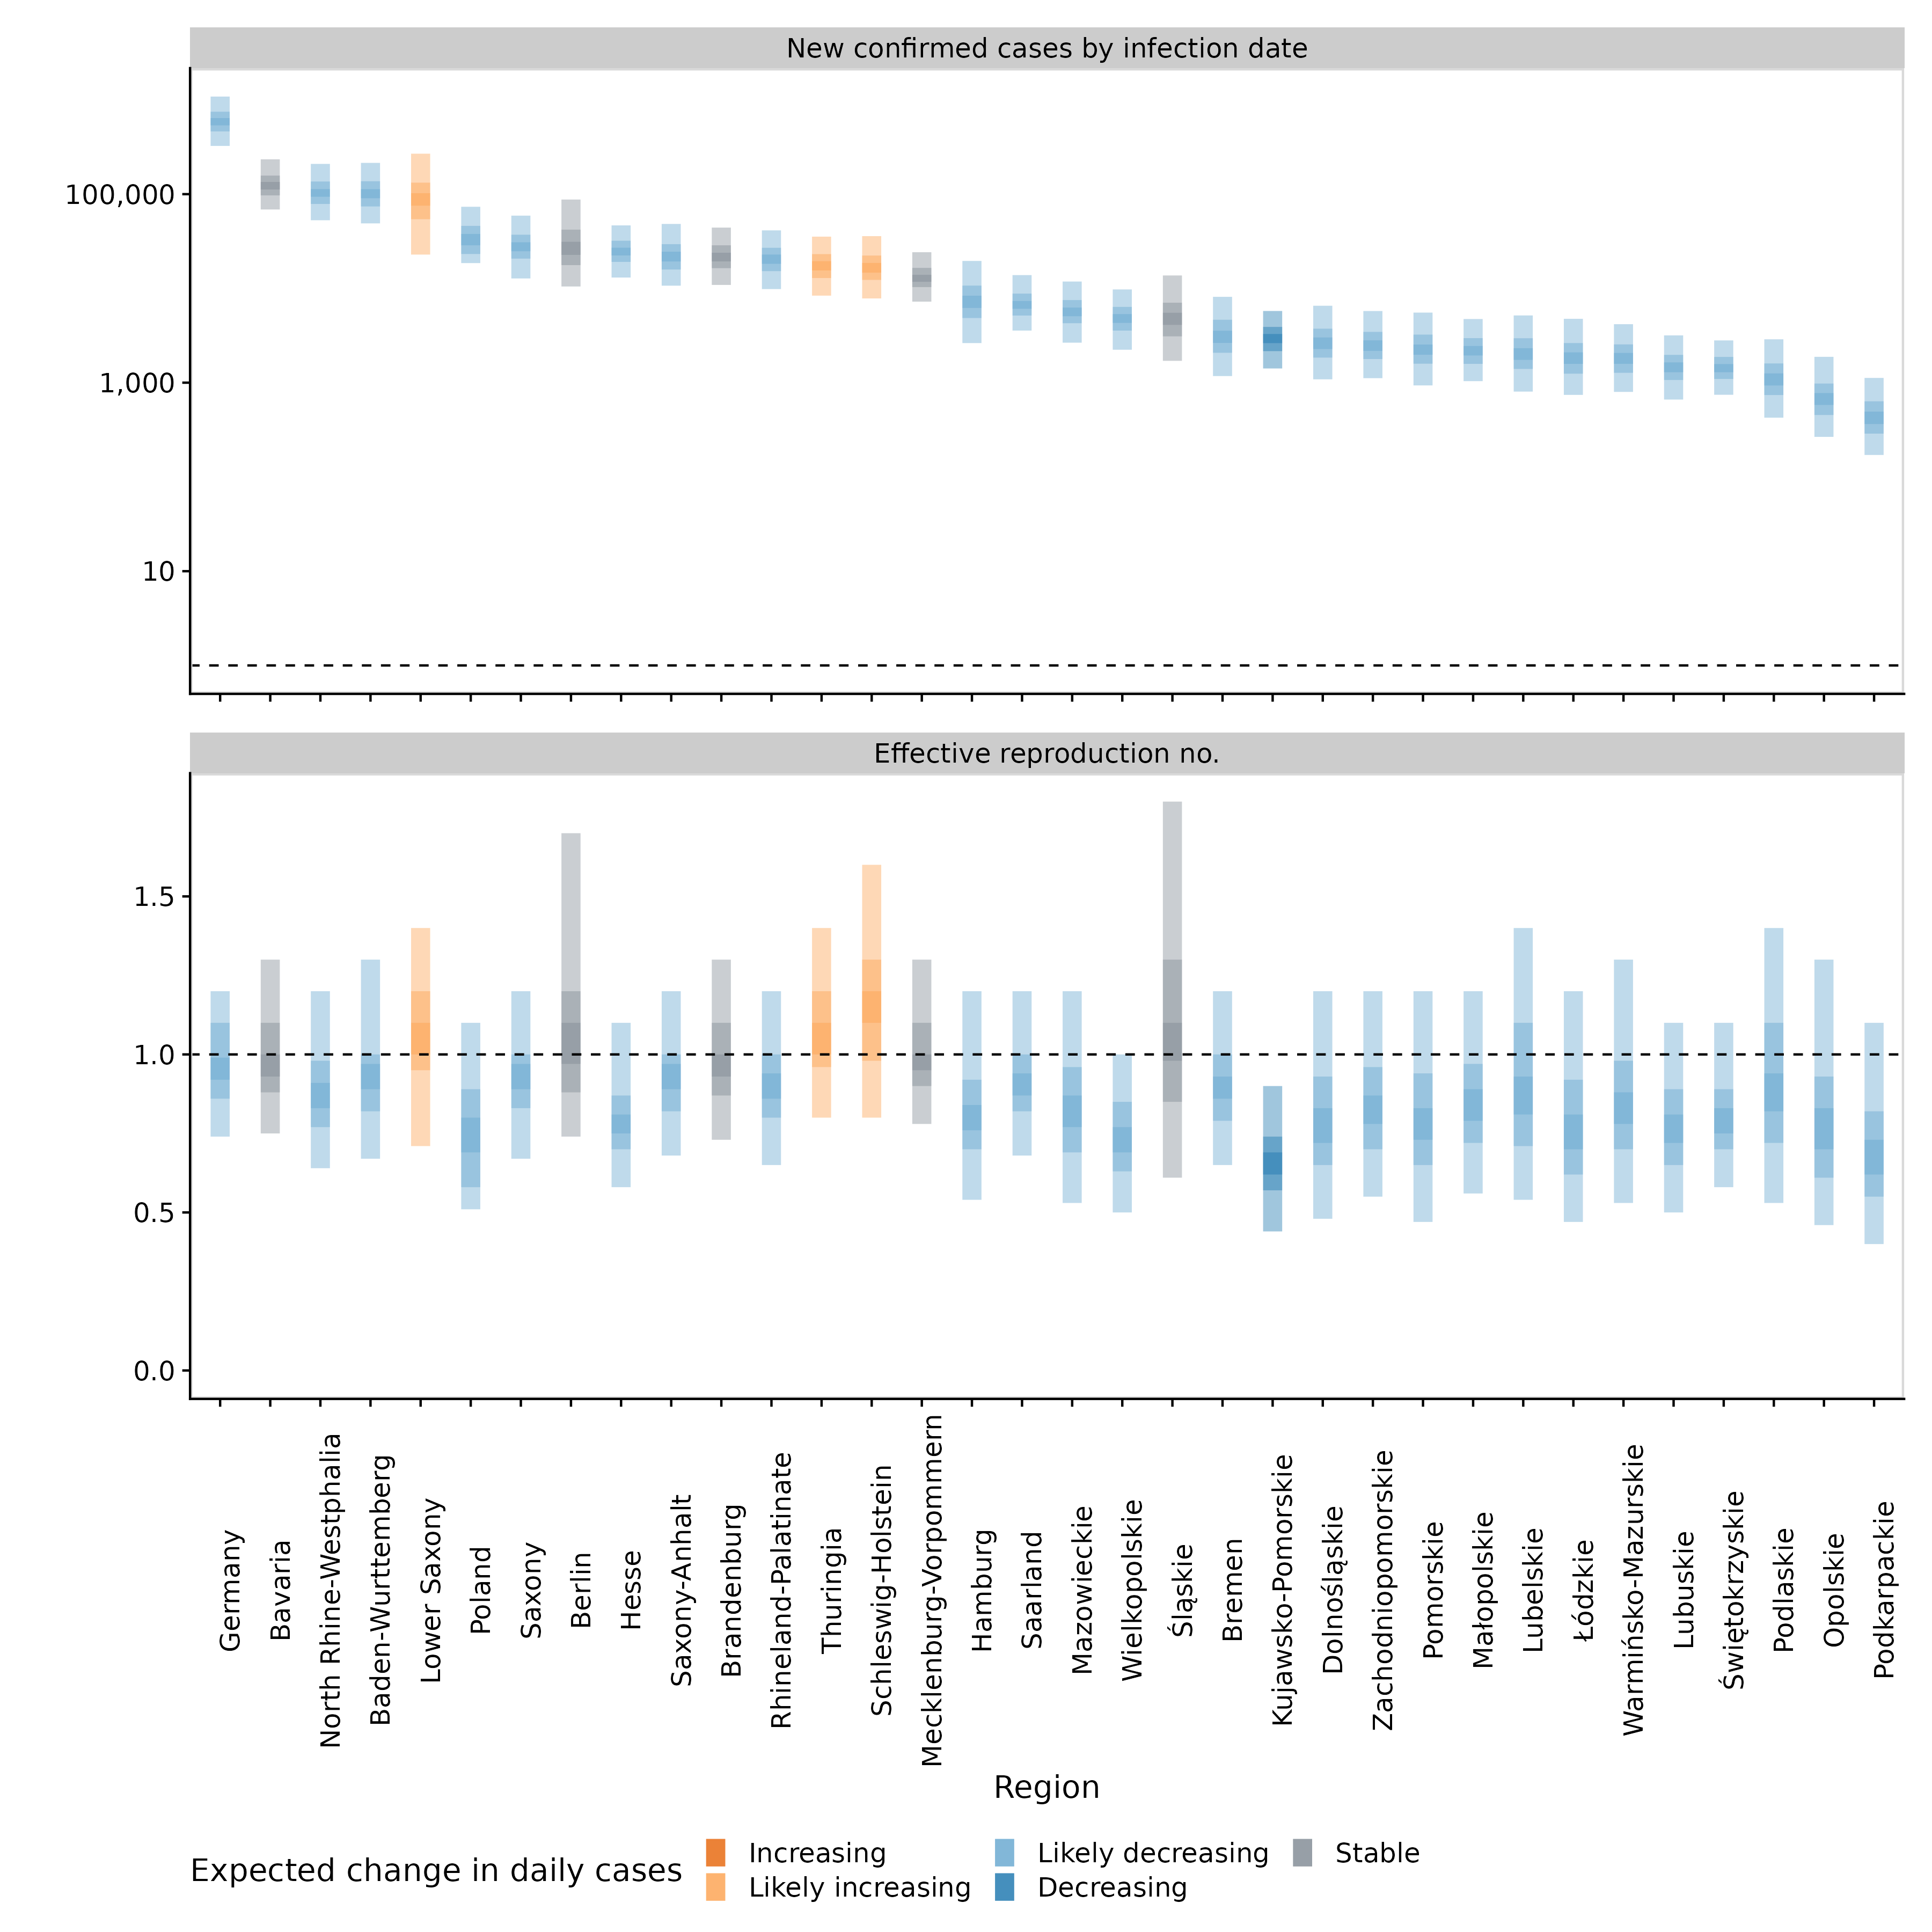 New confirmed cases by infection date
100,000
1,000
10
Effective reproduction no.
1.5
1.0
0.5
0.0
Germany
Bavaria
North Rhine-Westphalia
Baden-Wurttemberg
Lower Saxony
Poland
Saxony
Berlin
Hesse
Saxony-Anhalt
Brandenburg
Rhineland-Palatinate
Thuringia
Schleswig-Holstein
Mecklenburg-Vorpommern
Hamburg
Saarland
Mazowieckie
Wielkopolskie
Śląskie
Bremen
Kujawsko-Pomorskie
Dolnośląskie
Zachodniopomorskie
Pomorskie
Małopolskie
Lubelskie
Łódzkie
Warmińsko-Mazurskie
Lubuskie
Świętokrzyskie
Podlaskie
Opolskie
Podkarpackie
Region
Expected change in daily cases
Increasing
Likely increasing
Likely decreasing
Decreasing
Stable